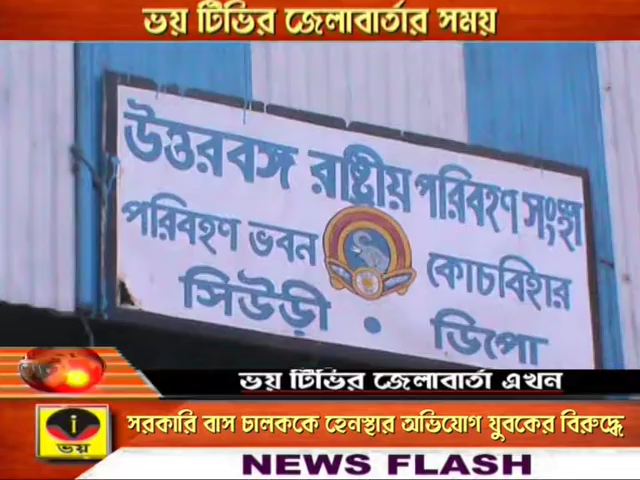 ভয় টিভির জেলাবার্তার সময়
উত্তরবঙ্গ রাষ্ট্রীয় পরিবহণ সংস্থা
পরিবহণ ভবন কোচবিহার
সিউড়ী • ডিপো
ভয় টিভির জেলাবার্তা এখন
সরকারি বাস চালককে হেনস্থার অভিযোগ যুবকের বিরুদ্ধে
i
ভয়
NEWS FLASH